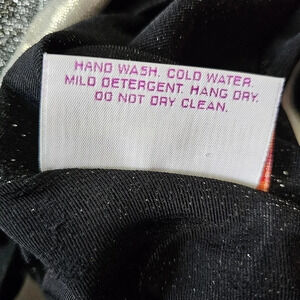 HAND WASH. COLD WATER.
MILD DETERGENT. HANG DRY.
DO NOT DRY CLEAN.